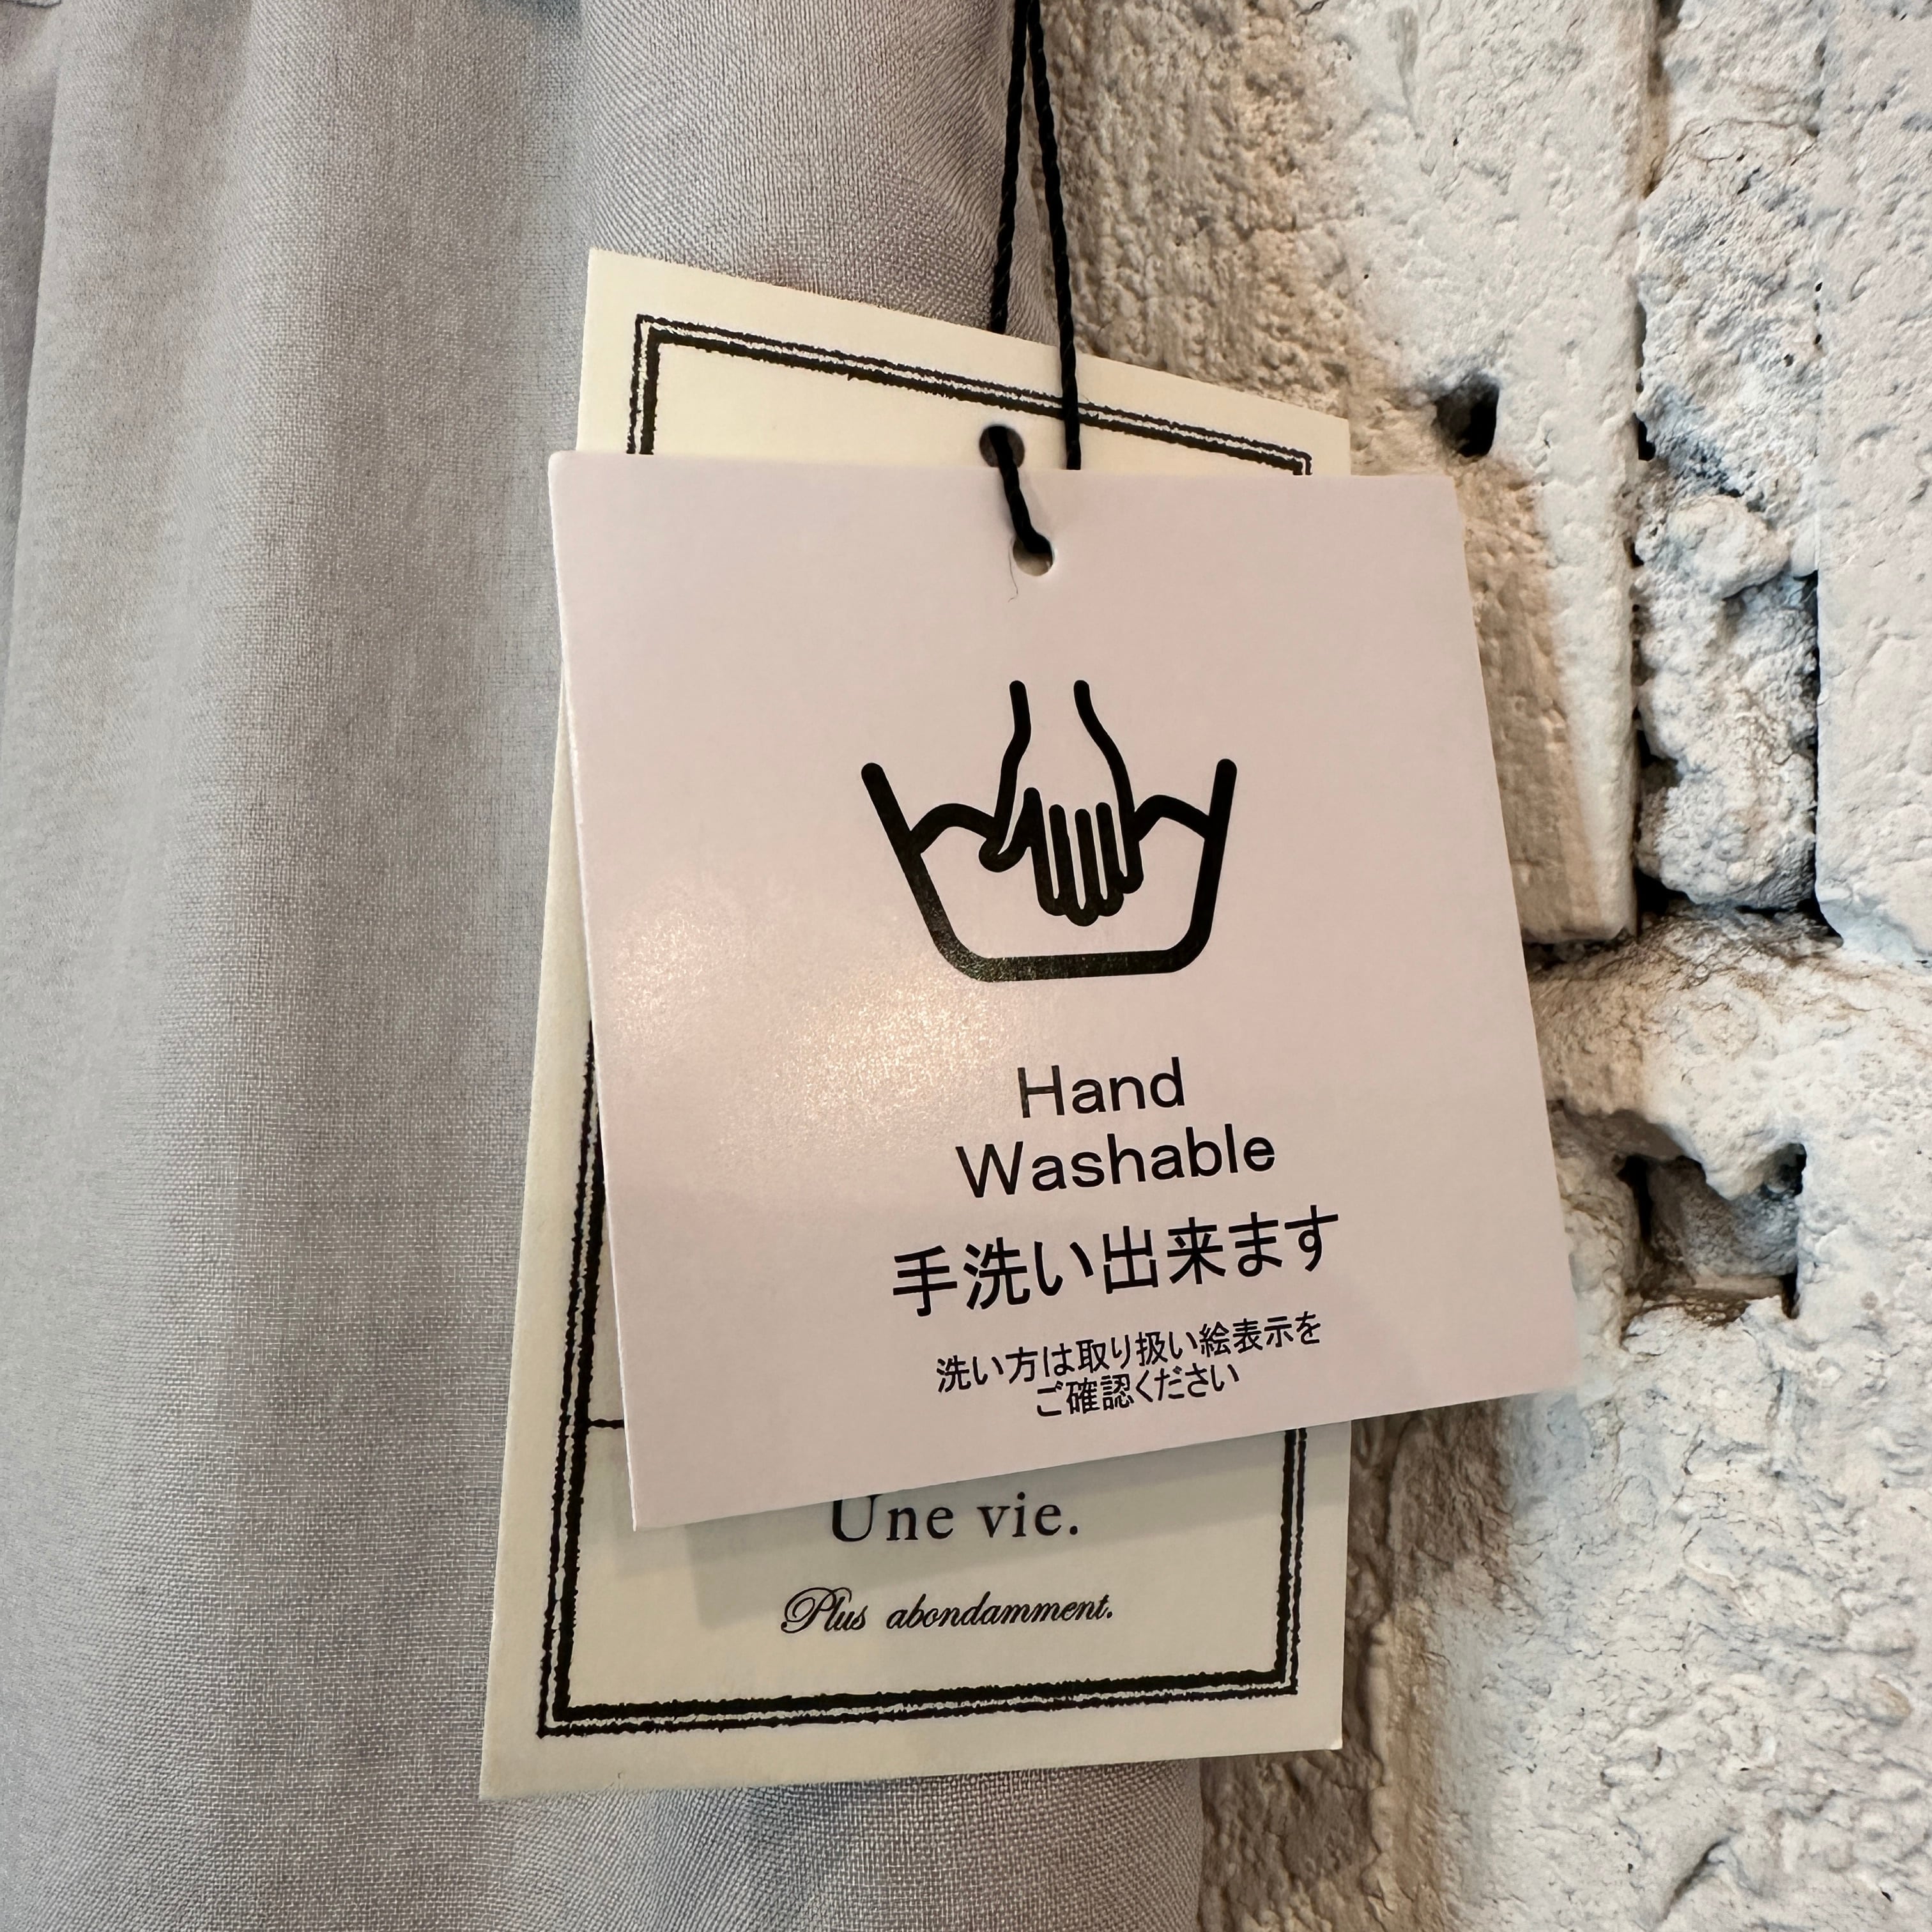 Hand
Washable
手洗い出来ます
洗い方は取り扱い絵表示を
ご確認ください
Une vie.
Plus abondamment.